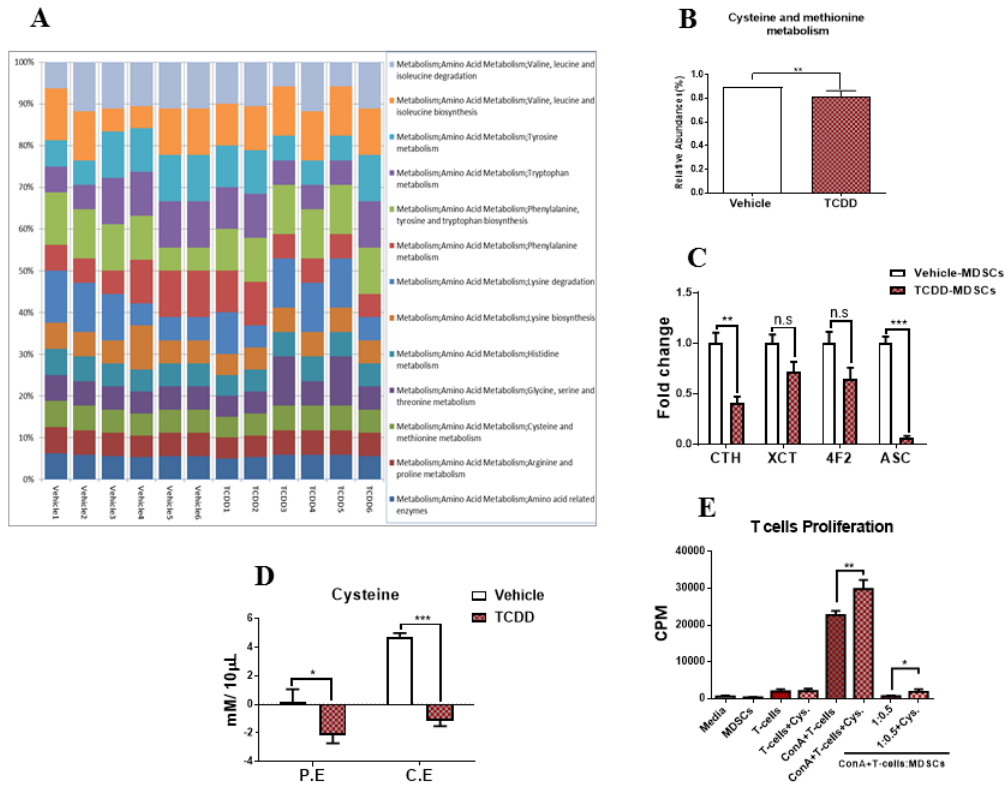 A
100%
90%
80%
70%
60%
50%
40%
30%
20%
10%
0%
Vehicle1
Vehicle2
Vehicle3
Vehicle4
Vehicle5
Vehicle6
TCDD1
TCDD2
TCDD3
TCDD4
TCDD5
TCDD6
Metabolism;Amino Acid Metabolism;Valine, leucine and
isoleucine degradation
Metabolism;Amino Acid Metabolism;Valine, leucine and
isoleucine biosynthesis
Metabolism;Amino Acid Metabolism;Tyrosine
metabolism
Metabolism;Amino Acid Metabolism;Tryptophan
metabolism
Metabolism;Amino Acid Metabolism;Phenylalanine,
tyrosine and tryptophan biosynthesis
Metabolism;Amino Acid Metabolism;Phenylalanine
metabolism
Metabolism;Amino Acid Metabolism;Lysine degradation
Metabolism;Amino Acid Metabolism;Lysine biosynthesis
Metabolism;Amino Acid Metabolism;Histidine
metabolism
Metabolism;Amino Acid Metabolism;Glycine, serine and
threonine metabolism
Metabolism;Amino Acid Metabolism;Cysteine and
methionine metabolism
Metabolism;Amino Acid Metabolism;Arginine and
proline metabolism
Metabolism;Amino Acid Metabolism;Amino acid related
enzymes
B
Cysteine and methionine
metabolism
Relative Abundances(%)
1.0
0.8
0.6
0.4
0.2
0.0
**
Vehicle
TCDD
C
Vehicle-MDSCs
TCDD-MDSCs
Fold change
1.5
1.0
0.5
0.0
**
n.s
n.s
***
CTH
XCT
4F2
ASC
D
Cysteine
Vehicle
TCDD
mM/ 10µL
6
4
2
0
-2
-4
*
***
P.E
C.E
E
T cells Proliferation
CPM
40000
30000
20000
10000
0
**
*
Media
MDSCs
T-cells
T-cells+Cys.
ConA+T-cells
ConA+T-cells+Cys.
1:0.5
1:0.5+Cys.
ConA+T-cells:MDSCs